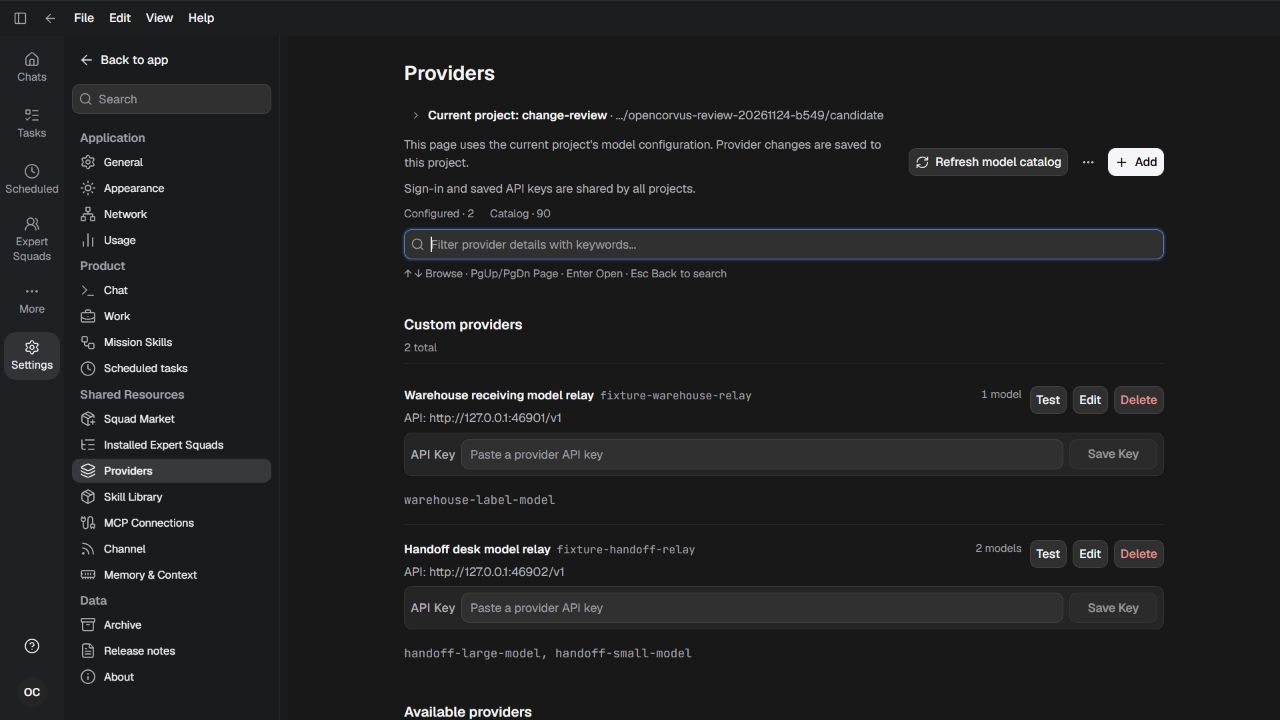 File Edit View Help
Chats
Tasks
Scheduled
Expert
Squads
More
Settings
OC
Back to app
Search
Application
General
Appearance
Network
Usage
Product
Chat
Work
Mission Skills
Scheduled tasks
Shared Resources
Squad Market
Installed Expert Squads
Providers
Skill Library
MCP Connections
Channel
Memory & Context
Data
Archive
Release notes
About
Providers
Current project: change-review · .../opencorvus-review-20261124-b549/candidate
This page uses the current project's model configuration. Provider changes are saved to
this project.
Sign-in and saved API keys are shared by all projects.
Refresh model catalog ··· + Add
Configured · 2 Catalog · 90
Filter provider details with keywords...
↑ ↓ Browse · PgUp/PgDn Page · Enter Open · Esc Back to search
Custom providers
2 total
Warehouse receiving model relay fixture-warehouse-relay 1 model Test Edit Delete
API: http://127.0.0.1:46901/v1
API Key Paste a provider API key Save Key
warehouse-label-model
Handoff desk model relay fixture-handoff-relay 2 models Test Edit Delete
API: http://127.0.0.1:46902/v1
API Key Paste a provider API key Save Key
handoff-large-model, handoff-small-model
Available providers